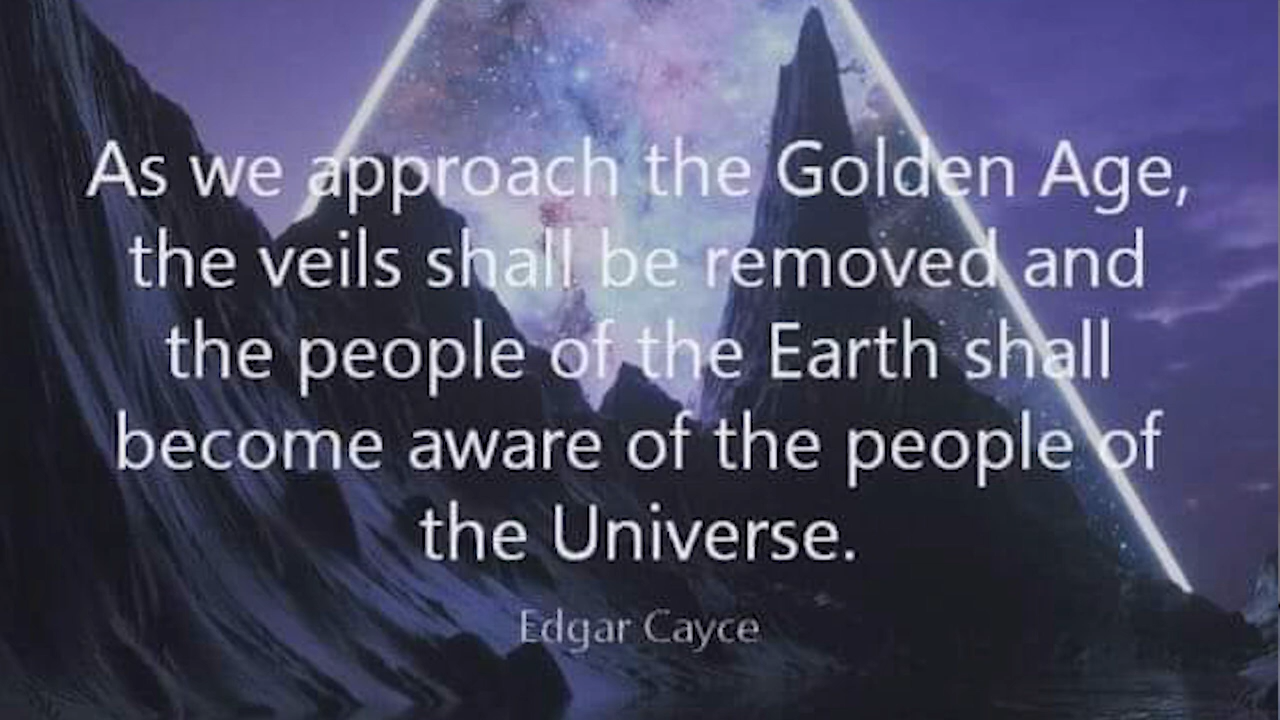 As we approach the Golden Age,
the veils shall be removed and
the people of the Earth shall
become aware of the people of
the Universe.
Edgar Cayce